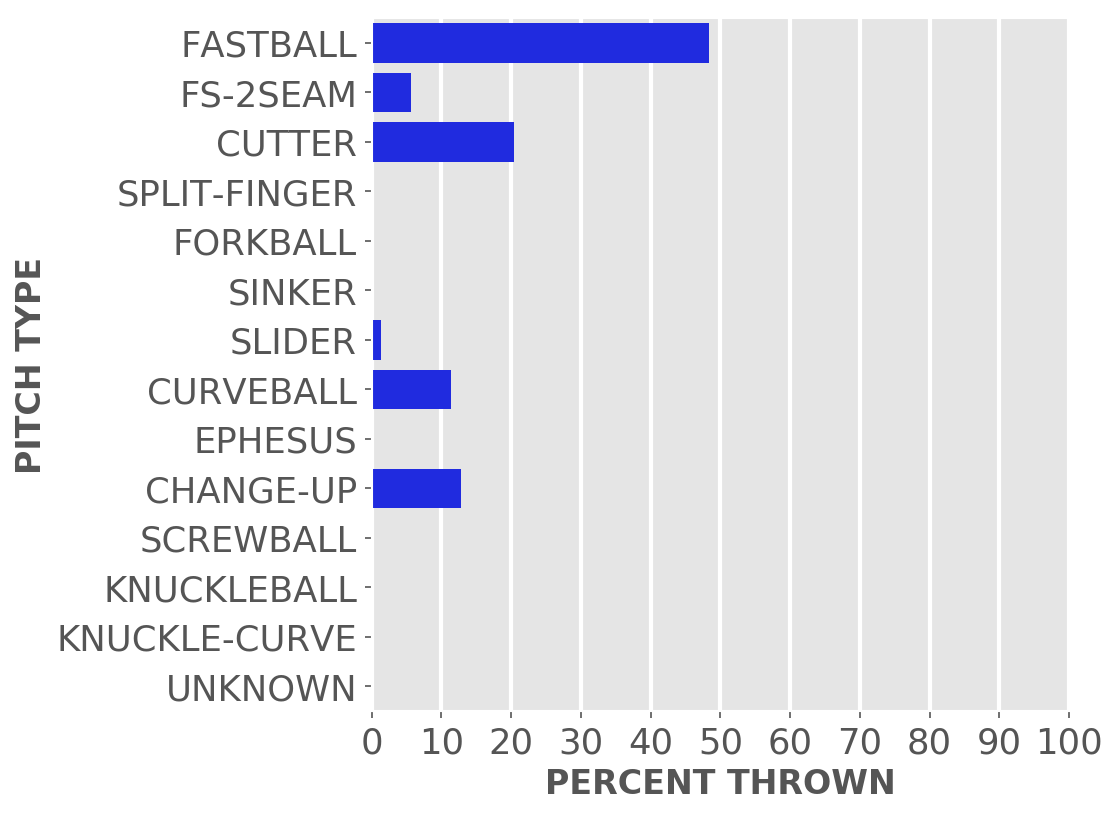 FASTBALL
FS-2SEAM
CUTTER
SPLIT-FINGER
FORKBALL
SINKER
SLIDER
CURVEBALL
EPHESUS
CHANGE-UP
SCREWBALL
KNUCKLEBALL
KNUCKLE-CURVE
UNKNOWN
PITCH TYPE
0 10 20 30 40 50 60 70 80 90 100
PERCENT THROWN